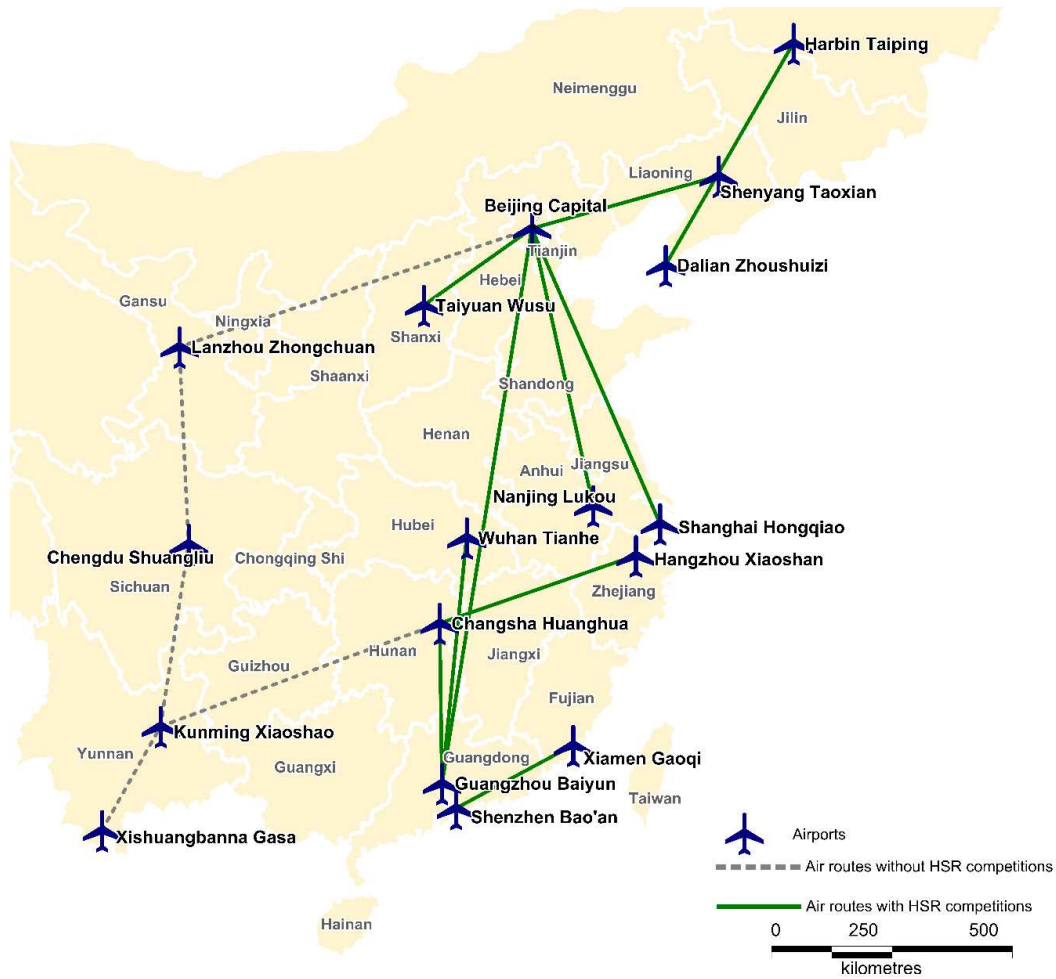 Harbin Taiping
Neimenggu
Jilin
Liaoning
Shenyang Taoxian
Beijing Capital
Tianjin
Dalian Zhoushuizi
Hebei
Gansu
Taiyuan Wusu
Ningxia
Shanxi
Lanzhou Zhongchuan
Shaanxi
Shandong
Henan
Anhui
Jiangsu
Nanjing Lukou
Hubei
Shanghai Hongqiao
Wuhan Tianhe
Chengdu Shuangliu
Chongqing Shi
Hangzhou Xiaoshan
Sichuan
Zhejiang
Changsha Huanghua
Hunan
Jiangxi
Guizhou
Fujian
Kunming Xiaoshao
Yunnan
Guangdong
Xiamen Gaoqi
Guangxi
Guangzhou Baiyun
Taiwan
Shenzhen Bao'an
Xishuangbanna Gasa
Airports
Air routes without HSR competitions
Air routes with HSR competitions
Hainan
0 250 500
kilometres